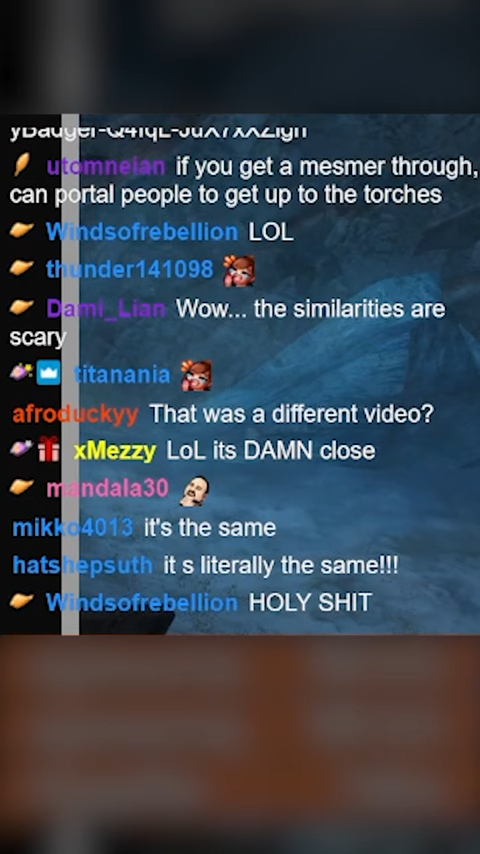 utomneian if you get a mesmer through,
can portal people to get up to the torches
Windsofrebellion LOL
thunder141098
Dami_Lian Wow... the similarities are
scary
titanania
afroduckyy That was a different video?
xMezzy LoL its DAMN close
mandala30
mikko4013 it's the same
hatshepsuth it s literally the same!!!
Windsofrebellion HOLY SHIT